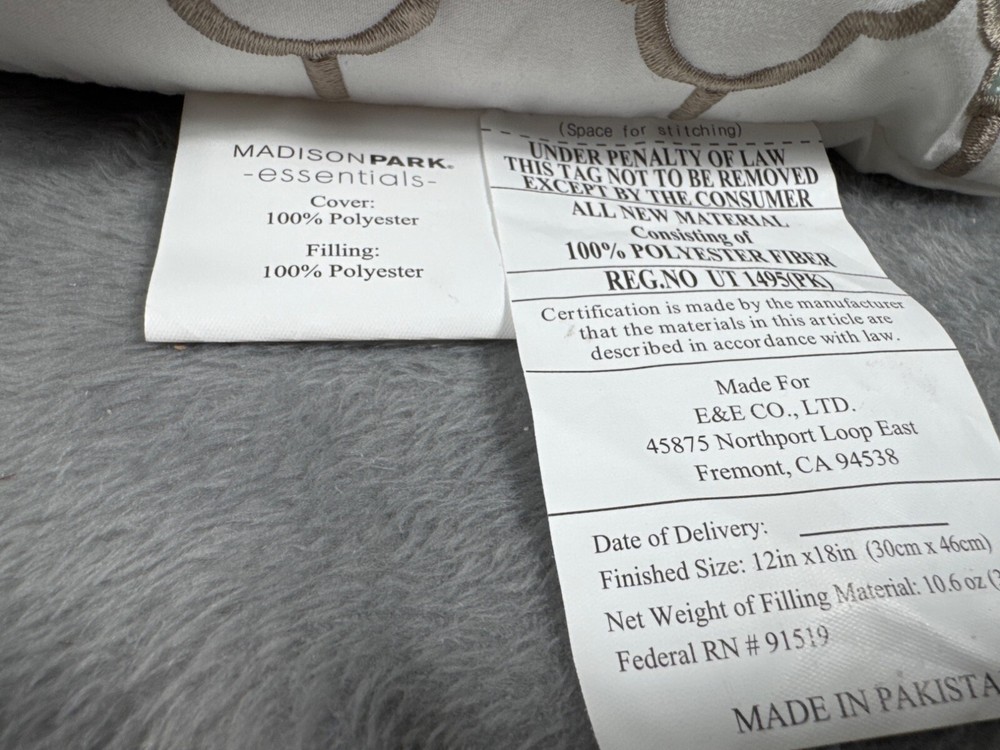 MADISON PARK.
-essentials-
Cover:
100% Polyester
Filling:
100% Polyester
(Space for stitching)
UNDER PENALTY OF LAW
THIS TAG NOT TO BE REMOVED
EXCEPT BY THE CONSUMER
ALL NEW MATERIAL
Consisting of
100% POLYESTER FIBER
REG.NO UT 1495(PK)
Certification is made by the manufacturer
that the materials in this article are
described in accordance with law.
Made For
E&E CO., LTD.
45875 Northport Loop East
Fremont, CA 94538
Date of Delivery:
Finished Size: 12in x18in (30cm x 46cm)
Net Weight of Filling Material: 10.6 oz
Federal RN # 91519
MADE IN PAKISTA